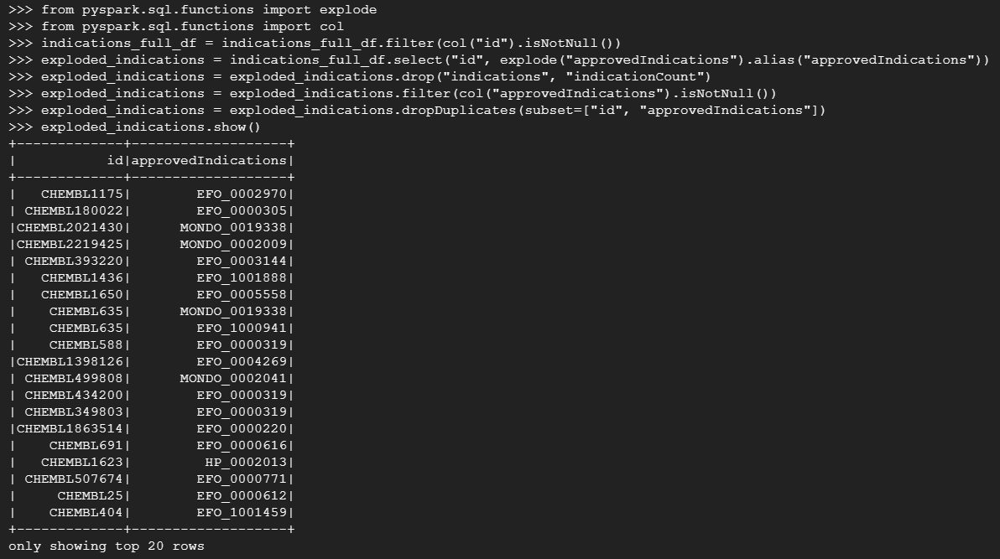 >>> from pyspark.sql.functions import explode
>>> from pyspark.sql.functions import col
>>> indications_full_df = indications_full_df.filter(col("id").isNotNull())
>>> exploded_indications = indications_full_df.select("id", explode("approvedIndications").alias("approvedIndications"))
>>> exploded_indications = exploded_indications.drop("indications", "indicationCount")
>>> exploded_indications = exploded_indications.filter(col("approvedIndications").isNotNull())
>>> exploded_indications = exploded_indications.dropDuplicates(subset=["id", "approvedIndications"])
>>> exploded_indications.show()
+-------------+-------------------+
|           id|approvedIndications|
+-------------+-------------------+
|   CHEMBL1175|        EFO_0002970|
| CHEMBL180022|        EFO_0000305|
|CHEMBL2021430|      MONDO_0019338|
|CHEMBL2219425|      MONDO_0002009|
| CHEMBL393220|        EFO_0003144|
|   CHEMBL1436|        EFO_1001888|
|   CHEMBL1650|        EFO_0005558|
|    CHEMBL635|      MONDO_0019338|
|    CHEMBL635|        EFO_1000941|
|    CHEMBL588|        EFO_0000319|
|CHEMBL1398126|        EFO_0004269|
| CHEMBL499808|      MONDO_0002041|
| CHEMBL434200|        EFO_0000319|
| CHEMBL349803|        EFO_0000319|
|CHEMBL1863514|        EFO_0000220|
|    CHEMBL691|        EFO_0000616|
|   CHEMBL1623|         HP_0002013|
| CHEMBL507674|        EFO_0000771|
|     CHEMBL25|        EFO_0000612|
|    CHEMBL404|        EFO_1001459|
+-------------+-------------------+
only showing top 20 rows